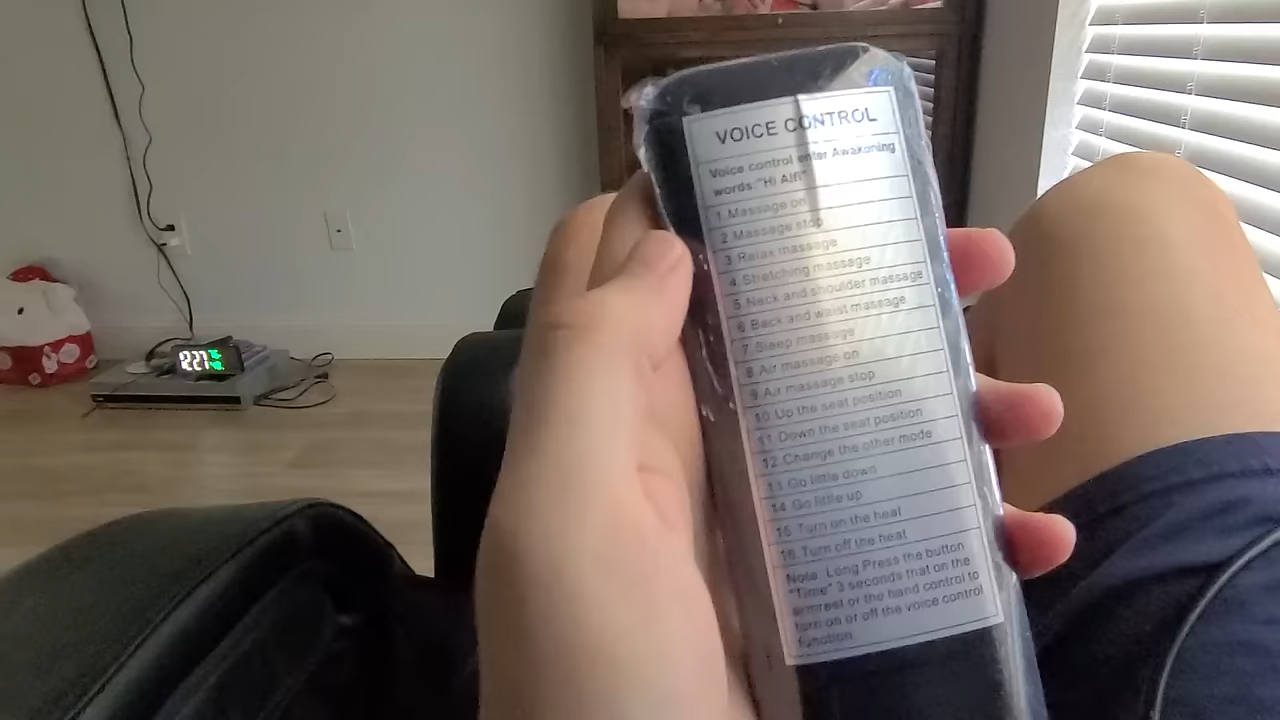 VOICE CONTROL
Voice control enter Awakoning
words:"Hi Alfi"
1 Massage on
2 Massage stop
3 Relax massage
4 Stretching massage
5 Neck and shoulder massage
6 Back and waist massage
7 Sleep massage
8 Air massage on
9 Air massage stop
10 Up the seat position
11 Down the seat position
12 Change the other mode
13 Go little down
14 Go little up
15 Turn on the heat
16 Turn off the heat
Note Long Press the button
"Time" 3 seconds that on the
armrest or the hand control to
turn on or off the voice control
function
12:27